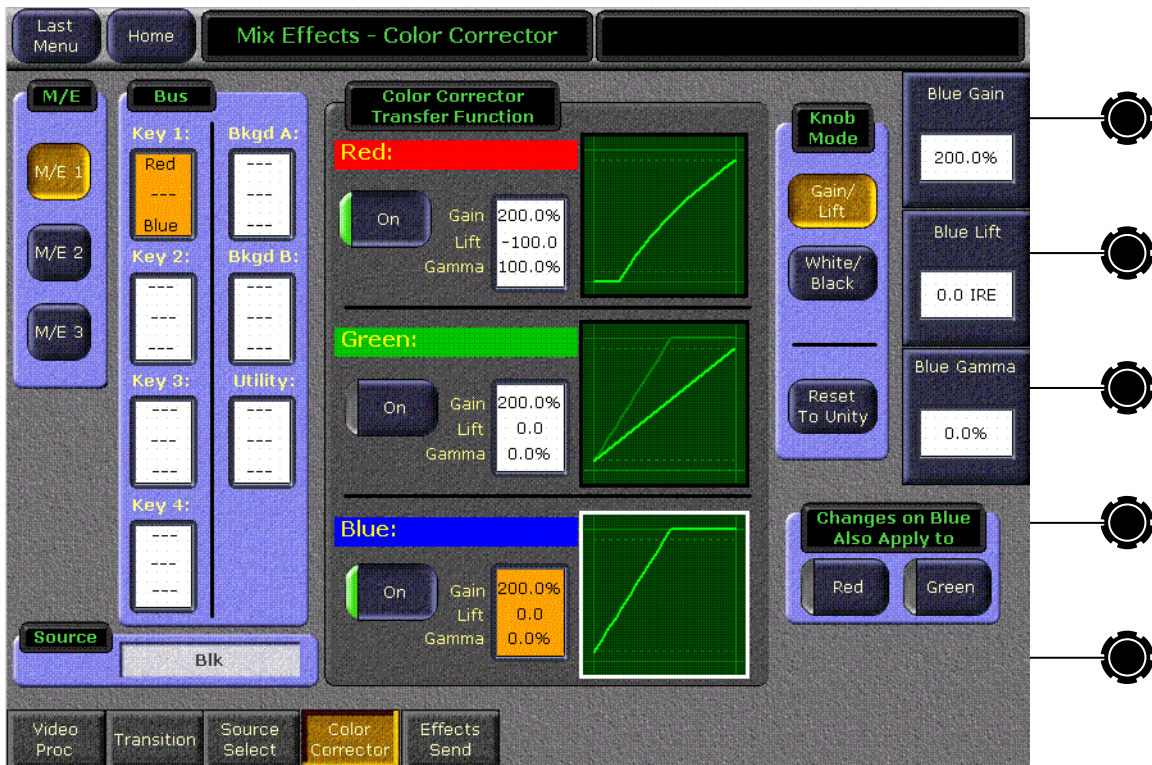 Last
Menu
Home
Mix Effects - Color Corrector
M/E
M/E 1
M/E 2
M/E 3
Bus
Key 1:
Red
---
Blue
Key 2:
---
---
---
Key 3:
---
---
---
Key 4:
---
---
---
Bkgd A:
---
---
---
Bkgd B:
---
---
---
Utility:
---
---
---
Source
Blk
Color Corrector
Transfer Function
Red:
On
Gain 200.0%
Lift -100.0
Gamma 100.0%
Green:
On
Gain 200.0%
Lift 0.0
Gamma 0.0%
Blue:
On
Gain 200.0%
Lift 0.0
Gamma 0.0%
Knob
Mode
Gain/
Lift
White/
Black
Reset
To Unity
Blue Gain
200.0%
Blue Lift
0.0 IRE
Blue Gamma
0.0%
Changes on Blue
Also Apply to
Red
Green
Video
Proc
Transition
Source
Select
Color
Corrector
Effects
Send